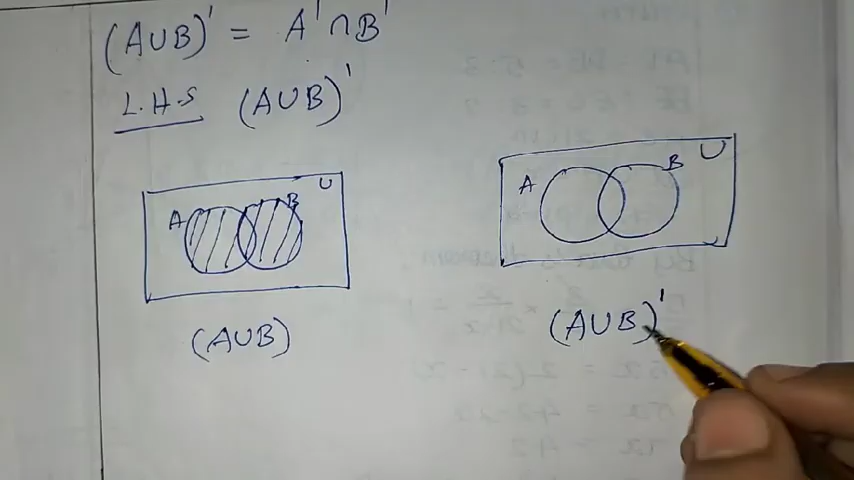 (A∪B)' = A' ∩ B'
L.H.S (A∪B)'
A B U
A B U
(A∪B)
(A∪B)'